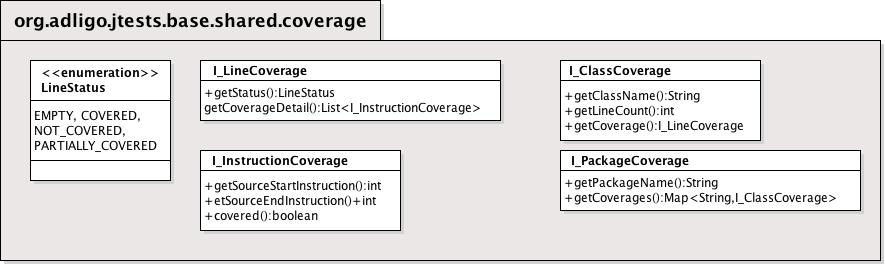 org.adligo.jtests.base.shared.coverage
<<enumeration>>
LineStatus
EMPTY, COVERED,
NOT_COVERED,
PARTIALLY_COVERED
I_LineCoverage
+getStatus():LineStatus
getCoverageDetail():List<I_InstructionCoverage>
I_InstructionCoverage
+getSourceStartInstruction():int
+etSourceEndInstruction()+int
+covered():boolean
I_ClassCoverage
+getClassName():String
+getLineCount():int
+getCoverage():I_LineCoverage
I_PackageCoverage
+getPackageName():String
+getCoverages():Map<String,I_ClassCoverage>